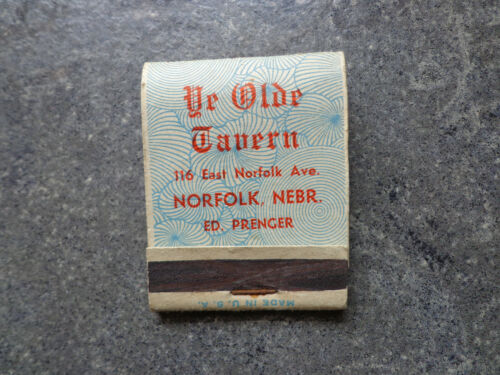 Ye Olde
Tavern
116 East Norfolk Ave.
NORFOLK, NEBR.
ED. PRENGER
MADE IN U. S. A.